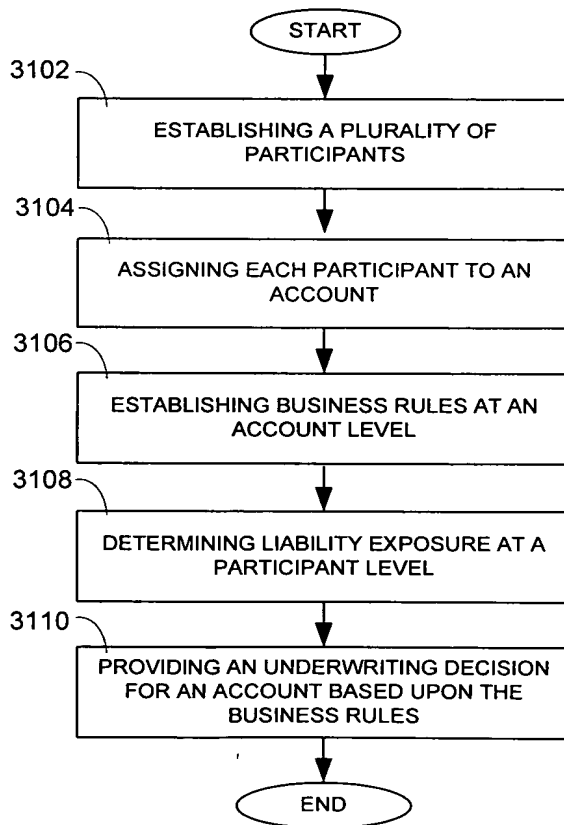 START
3102
ESTABLISHING A PLURALITY OF
PARTICIPANTS
3104
ASSIGNING EACH PARTICIPANT TO AN
ACCOUNT
3106
ESTABLISHING BUSINESS RULES AT AN
ACCOUNT LEVEL
3108
DETERMINING LIABILITY EXPOSURE AT A
PARTICIPANT LEVEL
3110
PROVIDING AN UNDERWRITING DECISION
FOR AN ACCOUNT BASED UPON THE
BUSINESS RULES
END